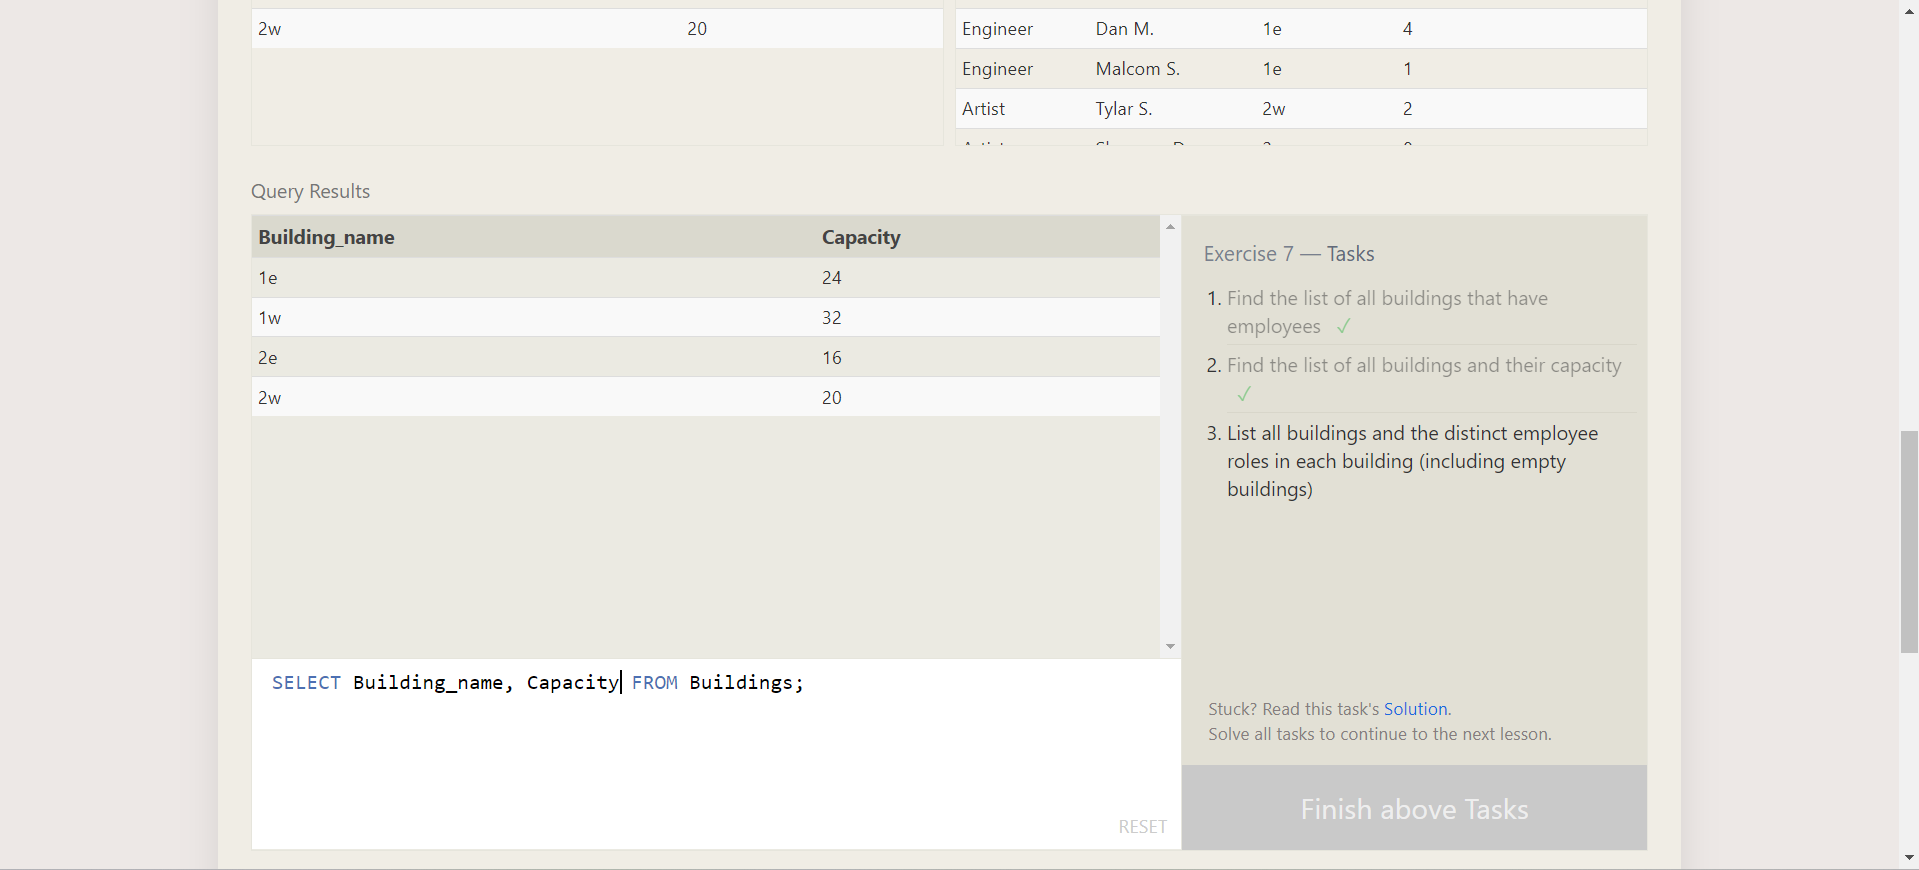 2w 20
Engineer Dan M. 1e 4
Engineer Malcom S. 1e 1
Artist Tylar S. 2w 2
Query Results
Building_name Capacity
1e 24
1w 32
2e 16
2w 20
SELECT Building_name, Capacity FROM Buildings;
RESET
Exercise 7 — Tasks
1. Find the list of all buildings that have
employees ✓
2. Find the list of all buildings and their capacity
✓
3. List all buildings and the distinct employee
roles in each building (including empty
buildings)
Stuck? Read this task's Solution.
Solve all tasks to continue to the next lesson.
Finish above Tasks